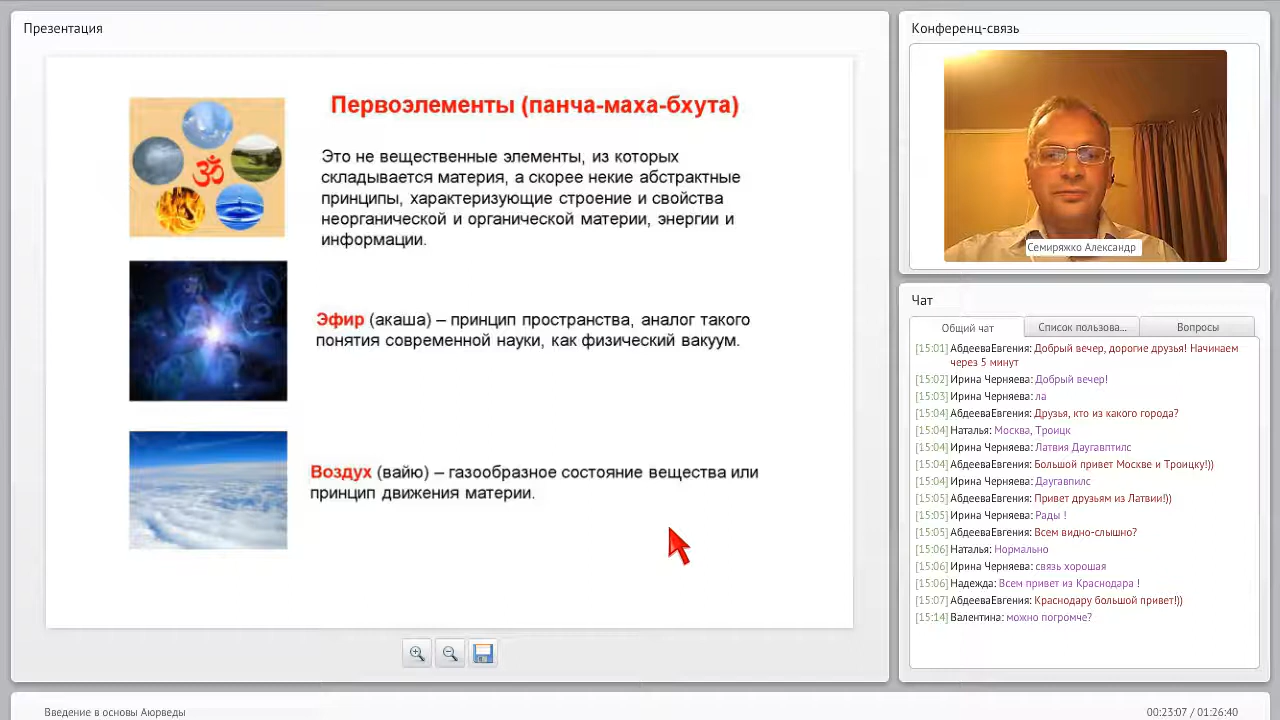 Презентация
Первоэлементы (панча-маха-бхута)
Это не вещественные элементы, из которых
складывается материя, а скорее некие абстрактные
принципы, характеризующие строение и свойства
неорганической и органической материи, энергии и
информации.
Эфир (акаша) – принцип пространства, аналог такого
понятия современной науки, как физический вакуум.
Воздух (вайю) – газообразное состояние вещества или
принцип движения материи.
Конференц-связь
Семиряжко Александр
Чат
Общий чат
Список пользова...
Вопросы
[15:01] АбдееваЕвгения: Добрый вечер, дорогие друзья! Начинаем
через 5 минут
[15:02] Ирина Черняева: Добрый вечер!
[15:03] Ирина Черняева: ла
[15:04] АбдееваЕвгения: Друзья, кто из какого города?
[15:04] Наталья: Москва, Троицк
[15:04] Ирина Черняева: Латвия Даугавптилс
[15:04] АбдееваЕвгения: Большой привет Москве и Троицку!))
[15:04] Ирина Черняева: Даугавпилс
[15:05] АбдееваЕвгения: Привет друзьям из Латвии!))
[15:05] Ирина Черняева: Рады !
[15:05] АбдееваЕвгения: Всем видно-слышно?
[15:06] Наталья: Нормально
[15:06] Ирина Черняева: связь хорошая
[15:06] Надежда: Всем привет из Краснодара !
[15:07] АбдееваЕвгения: Краснодару большой привет!))
[15:14] Валентина: можно погромче?
Введение в основы Аюрведы
00:23:07 / 01:26:40
ॐ